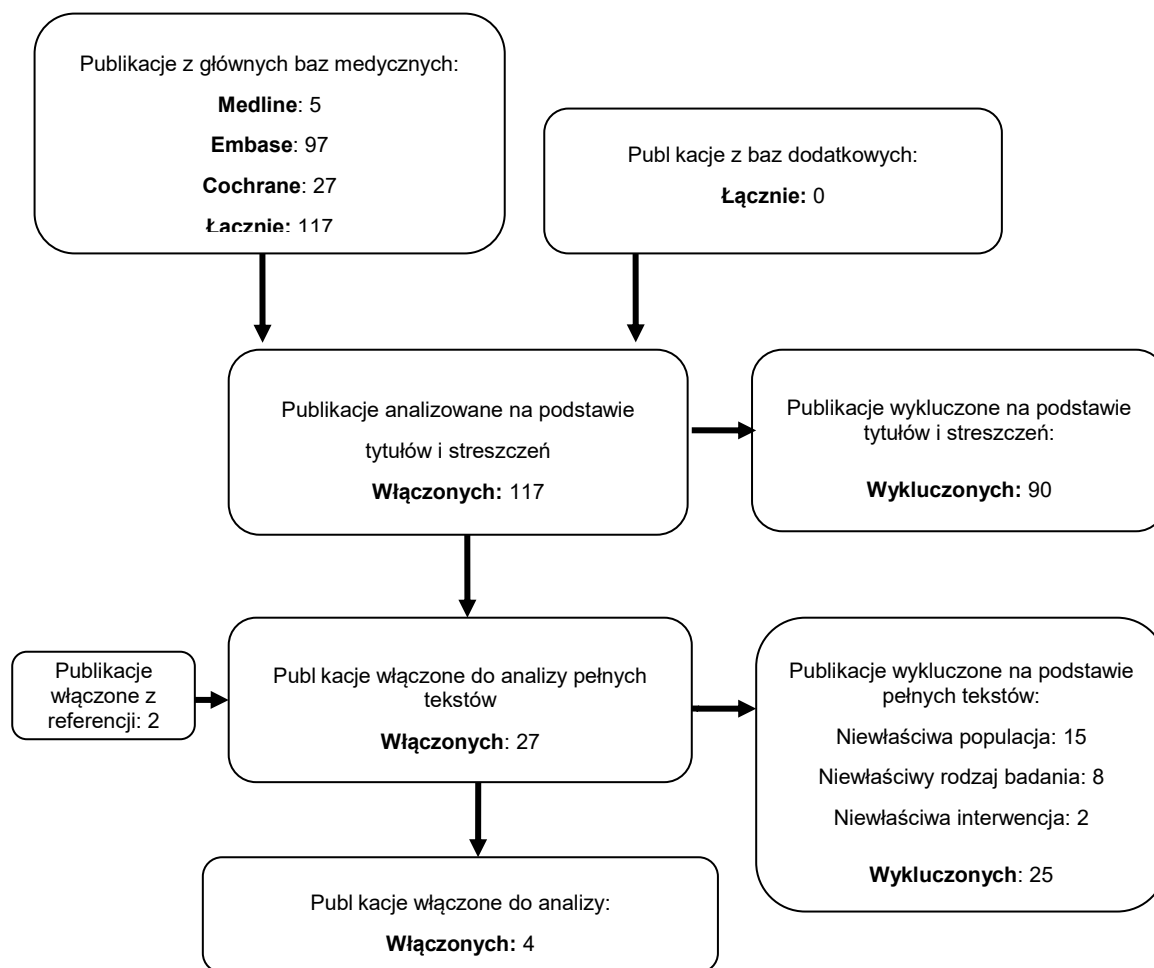 Publikacje z głównych baz medycznych:
Medline: 5
Embase: 97
Cochrane: 27
Łącznie: 117
Publ kacje z baz dodatkowych:
Łącznie: 0
Publikacje analizowane na podstawie
tytułów i streszczeń
Włączonych: 117
Publikacje wykluczone na podstawie
tytułów i streszczeń:
Wykluczonych: 90
Publikacje
włączone z
referencji: 2
Publ kacje włączone do analizy pełnych
tekstów
Włączonych: 27
Publikacje wykluczone na podstawie
pełnych tekstów:
Niewłaściwa populacja: 15
Niewłaściwy rodzaj badania: 8
Niewłaściwa interwencja: 2
Wykluczonych: 25
Publ kacje włączone do analizy:
Włączonych: 4